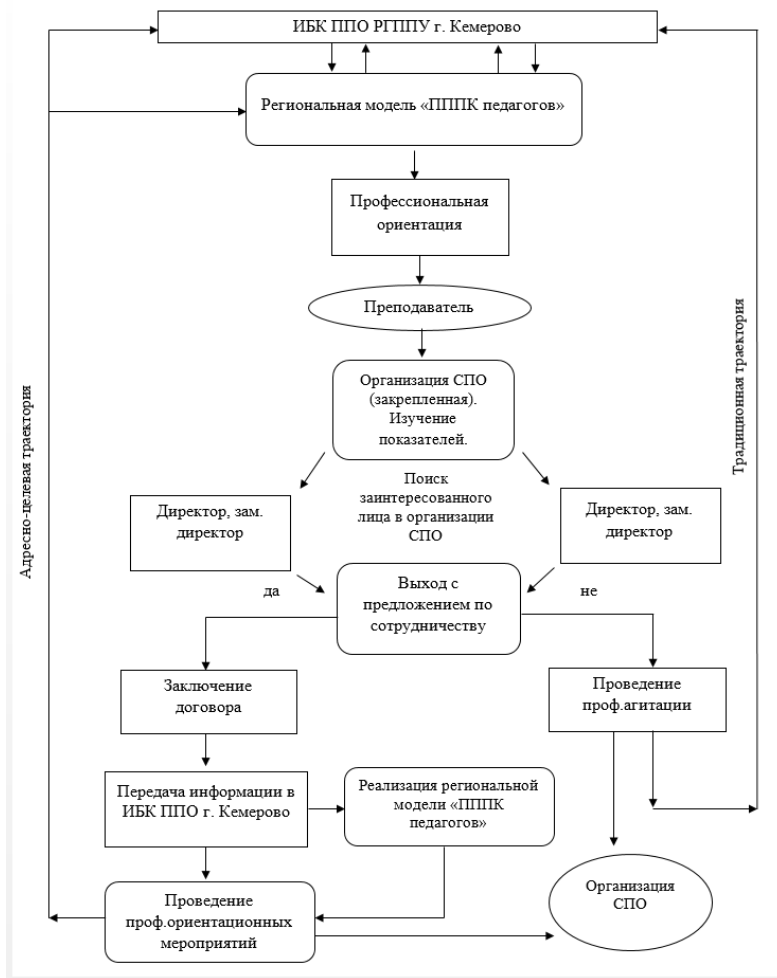 ИБК ППО РГППУ г. Кемерово
Региональная модель «ПППК педагогов»
Профессиональная
ориентация
Преподаватель
Организация СПО
(закрепленная).
Изучение
показателей.
Поиск
заинтересованного
лица в организации
СПО
Директор, зам.
директор
Директор, зам.
директор
да
Выход с
предложением по
сотрудничеству
не
Заключение
договора
Проведение
проф.агитации
Передача информации в
ИБК ППО г. Кемерово
Реализация региональной
модели «ПППК
педагогов»
Проведение
проф.ориентационных
мероприятий
Организация
СПО
Адресно-целевая траектория
Традиционная траектория